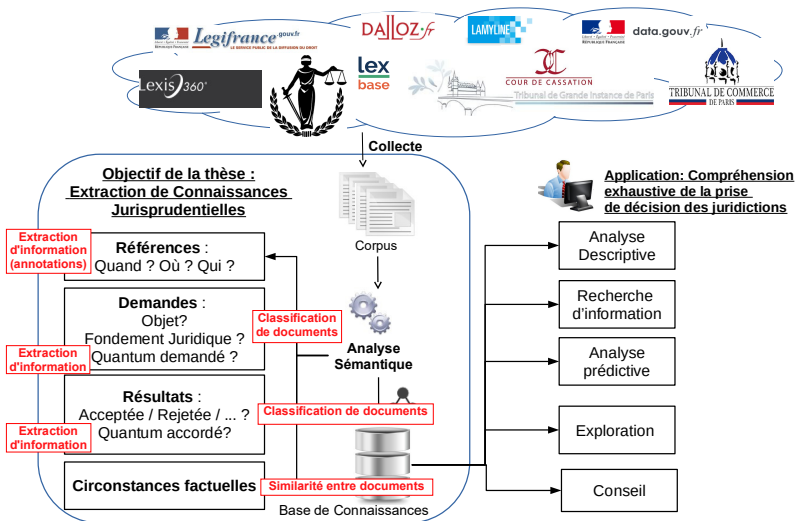 Legifrance.gouv.fr
LE SERVICE PUBLIC DE LA DIFFUSION DU DROIT
RÉPUBLIQUE FRANÇAISE
DALLOZ.fr
LAMYLINE
RÉPUBLIQUE FRANÇAISE
data.gouv.fr
Lexis 360°
lex
base
COUR DE CASSATION
Tribunal de Grande Instance de Paris
TRIBUNAL DE COMMERCE
DE PARIS
Collecte
Objectif de la thèse :
Extraction de Connaissances
Jurisprudentielles
Corpus
Application: Compréhension
exhaustive de la prise
de décision des juridictions
Extraction
d'information
(annotations)
Références :
Quand ? Où ? Qui ?
Demandes :
Objet?
Fondement Juridique ?
Quantum demandé ?
Extraction
d'information
Classification
de documents
Analyse
Sémantique
Résultats :
Acceptée / Rejetée / ... ?
Quantum accordé?
Extraction
d'information
Classification de documents
Circonstances factuelles
Similarité entre documents
Base de Connaissances
Analyse
Descriptive
Recherche
d'information
Analyse
prédictive
Exploration
Conseil